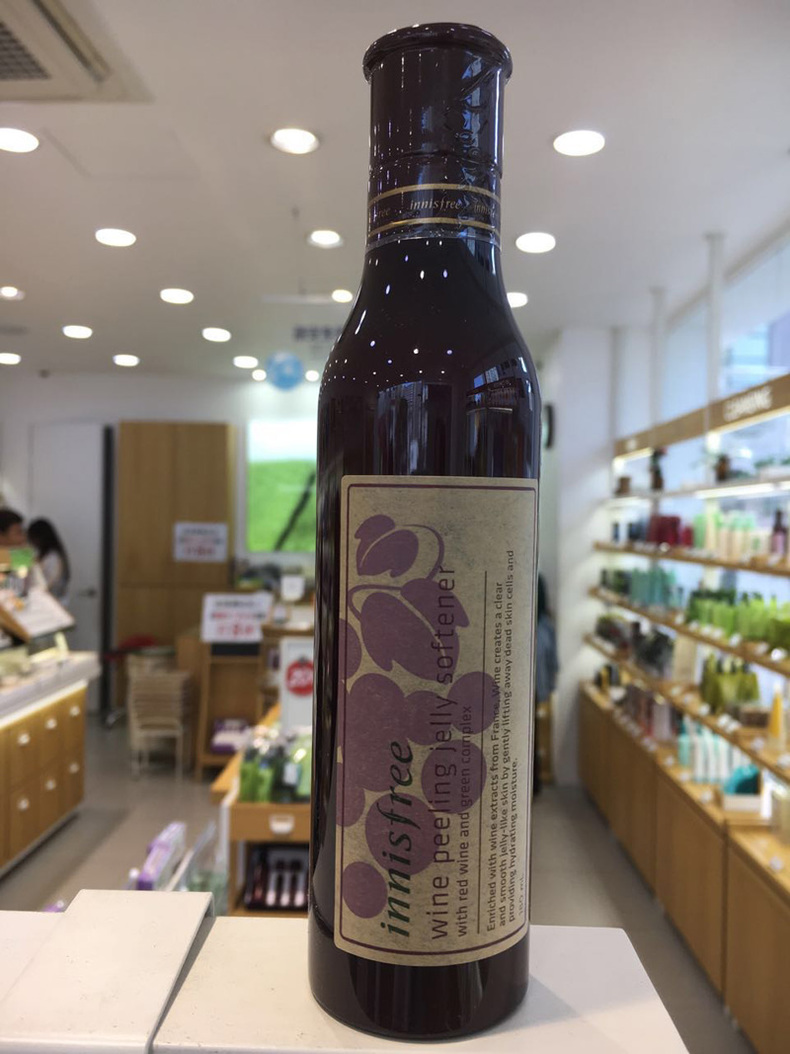 innisfree
innisfree
wine peeling jelly softener
with red wine and green complex
Enriched with wine extracts from France, Wine creates a clear
and smooth jelly-like skin by gently lifting away dead skin cells and
providing hydrating moisture.
20